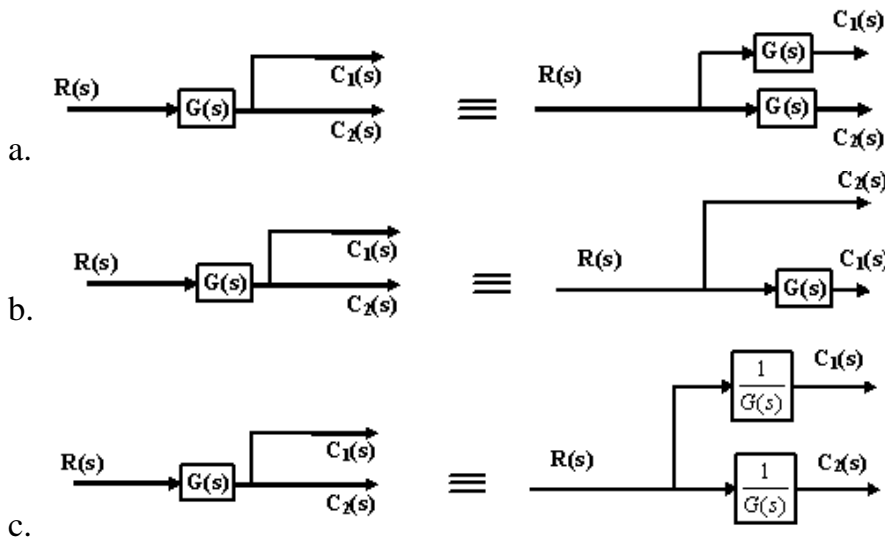 C₁(s)
R(s) G(s) C₁(s) ≡ R(s) G(s)
C₂(s) G(s)
a. C₂(s)
C₂(s)
R(s) G(s) C₁(s) ≡ R(s) C₁(s)
b. C₂(s) G(s)
1/G(s) C₁(s)
R(s) G(s) C₁(s) ≡ R(s) 1/G(s) C₂(s)
c. C₂(s)